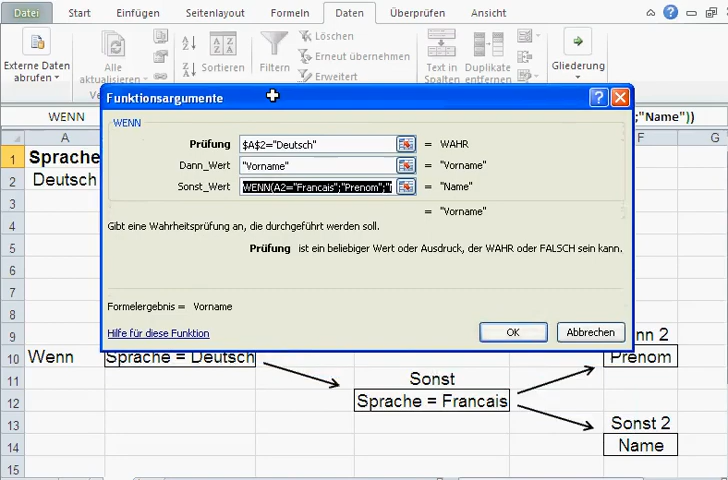 Datei Start Einfügen Seitenlayout Formeln Daten Überprüfen Ansicht
Externe Daten abrufen
Alle aktualisieren
Sortieren
Filtern
Löschen
Erneut übernehmen
Erweitert
Text in Spalten
Duplikate entfernen
Gliederung
Funktionsargumente
WENN ;"Name"))
WENN
Prüfung $A$2="Deutsch" = WAHR
Dann_Wert "Vorname" = "Vorname"
Sonst_Wert WENN(A2="Francais";"Prenom";" = "Name"
= "Vorname"
Gibt eine Wahrheitsprüfung an, die durchgeführt werden soll.
Prüfung ist ein beliebiger Wert oder Ausdruck, der WAHR oder FALSCH sein kann.
Formelergebnis = Vorname
Hilfe für diese Funktion
OK Abbrechen
A F G
1 Sprache
2 Deutsch
3
4
5
6
7
8
9 2
10 Wenn Sprache = Deutsch Prenom
11 Sonst
12 Sprache = Francais
13 Sonst 2
14 Name
15